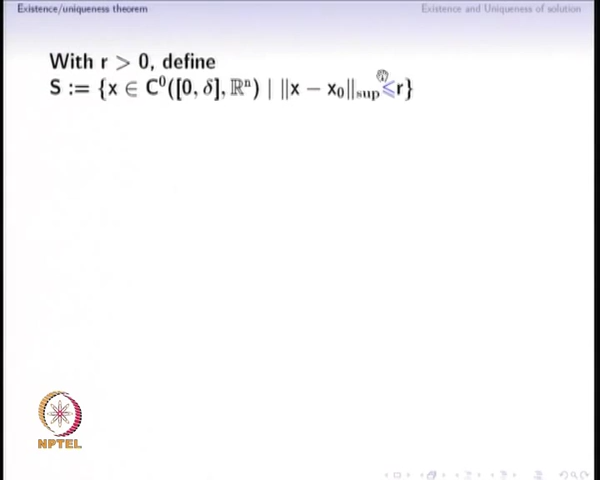 Existence/uniqueness theorem
Existence and Uniqueness of solution
With r > 0, define
S := {x ∈ C⁰([0, δ], ℝⁿ) | ‖x − x₀‖sup ⩽ r}
NPTEL